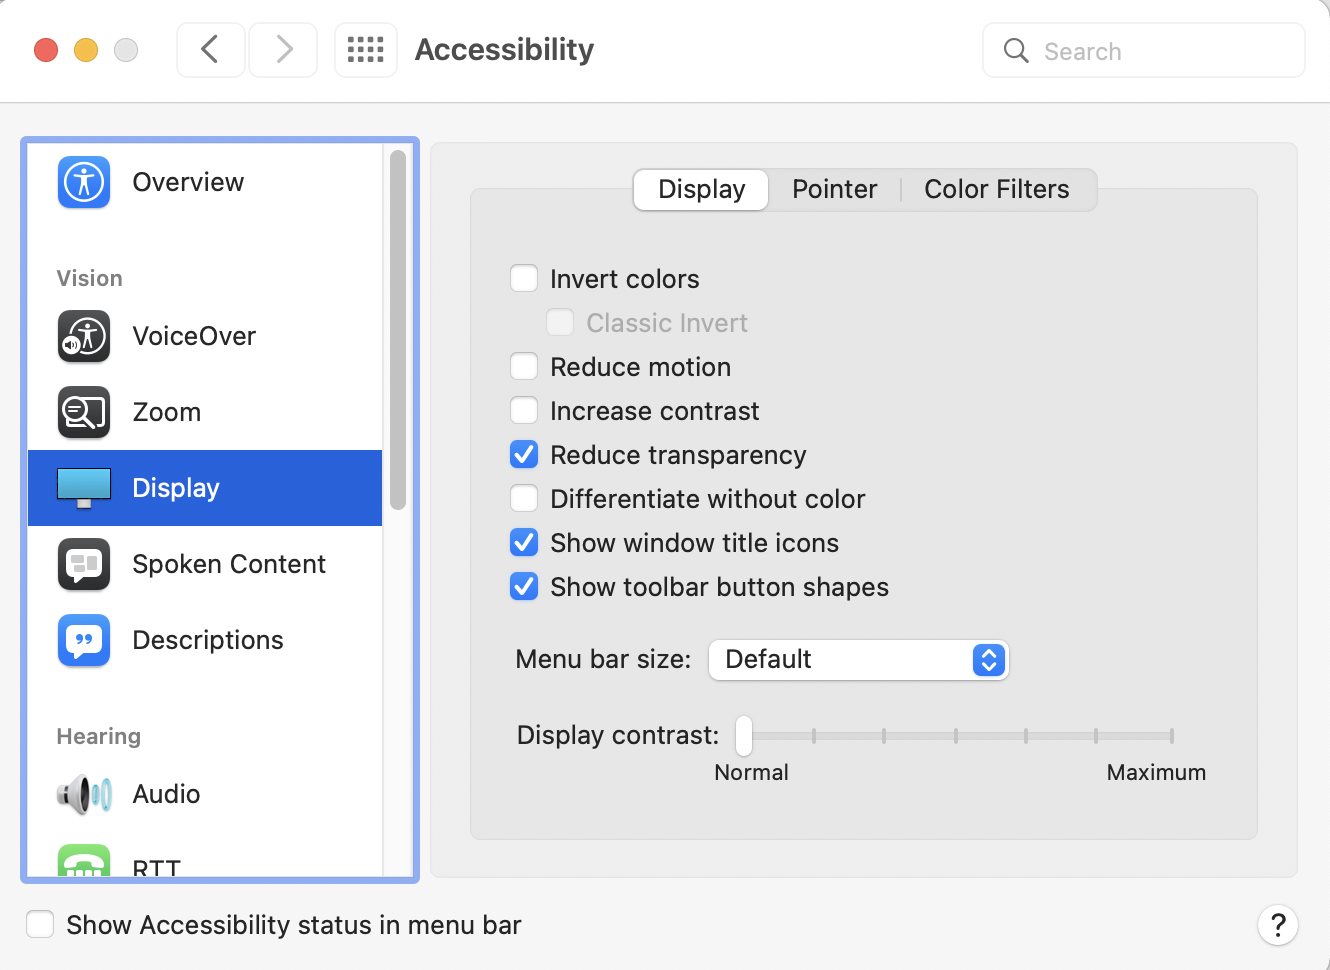 Accessibility
Search
Overview
Vision
VoiceOver
Zoom
Display
Spoken Content
Descriptions
Hearing
Audio
RTT
Display
Pointer
Color Filters
Invert colors
Classic Invert
Reduce motion
Increase contrast
Reduce transparency
Differentiate without color
Show window title icons
Show toolbar button shapes
Menu bar size: Default
Display contrast:
Normal
Maximum
Show Accessibility status in menu bar
?